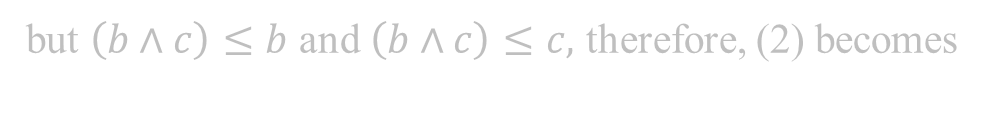 but (b ∧ c) ≤ b and (b ∧ c) ≤ c, therefore, (2) becomes